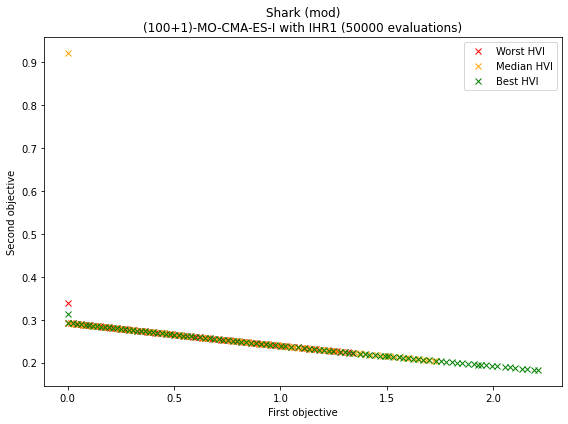 Shark (mod)
(100+1)-MO-CMA-ES-I with IHR1 (50000 evaluations)
Worst HVI
Median HVI
Best HVI
Second objective
0.9
0.8
0.7
0.6
0.5
0.4
0.3
0.2
0.0
0.5
1.0
1.5
2.0
First objective